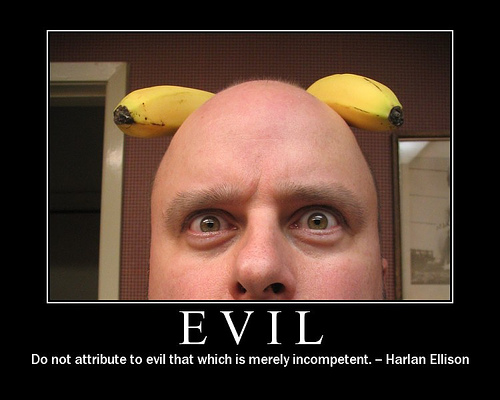 EVIL
Do not attribute to evil that which is merely incompetent. – Harlan Ellison